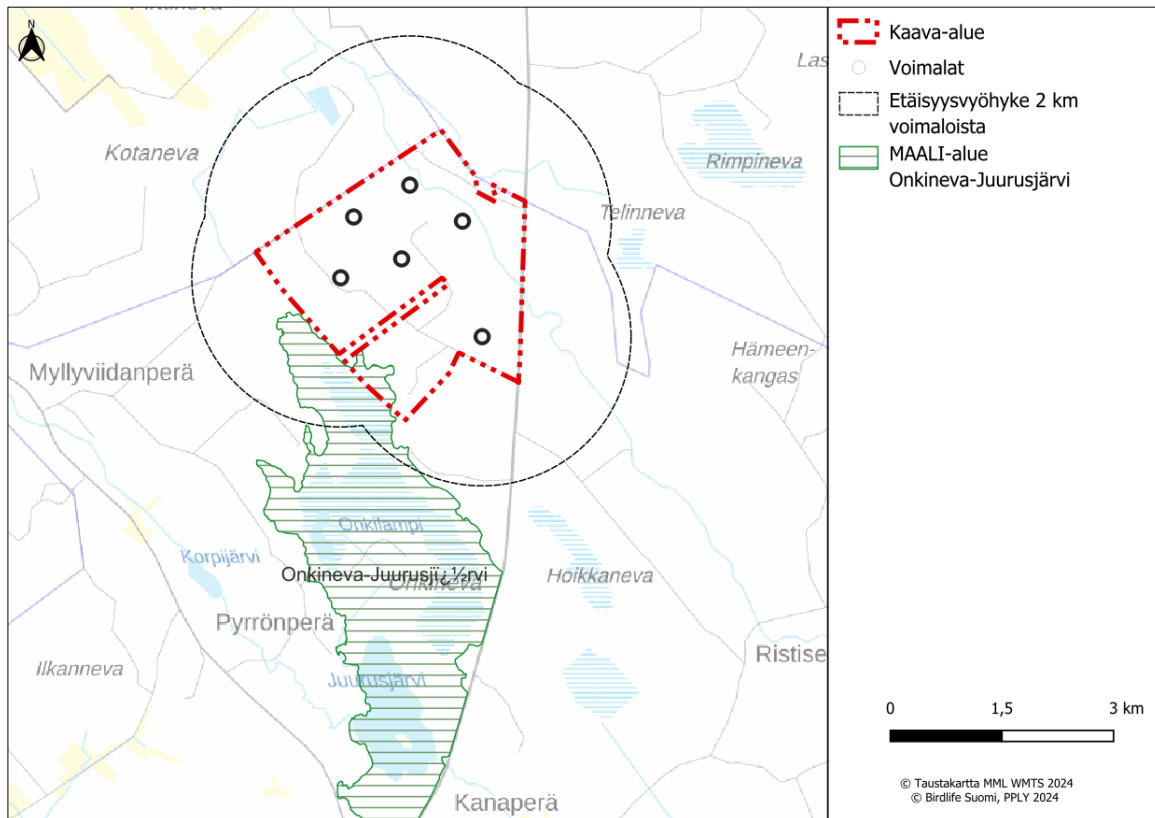 N
Las
Kotaneva
Rimpineva
Telinneva
Hämeen-
kangas
Myllyviidanperä
Onkilampi
Korpijärvi
Onkineva-Juurusjï¿½rvi
Onkineva
Hoikkaneva
Pyrrönperä
Ristise
Ilkanneva
Juurusjärvi
Kanaperä
Kaava-alue
Voimalat
Etäisyysvyöhyke 2 km
voimaloista
MAALI-alue
Onkineva-Juurusjärvi
0 1,5 3 km
© Taustakartta MML WMTS 2024
© Birdlife Suomi, PPLY 2024